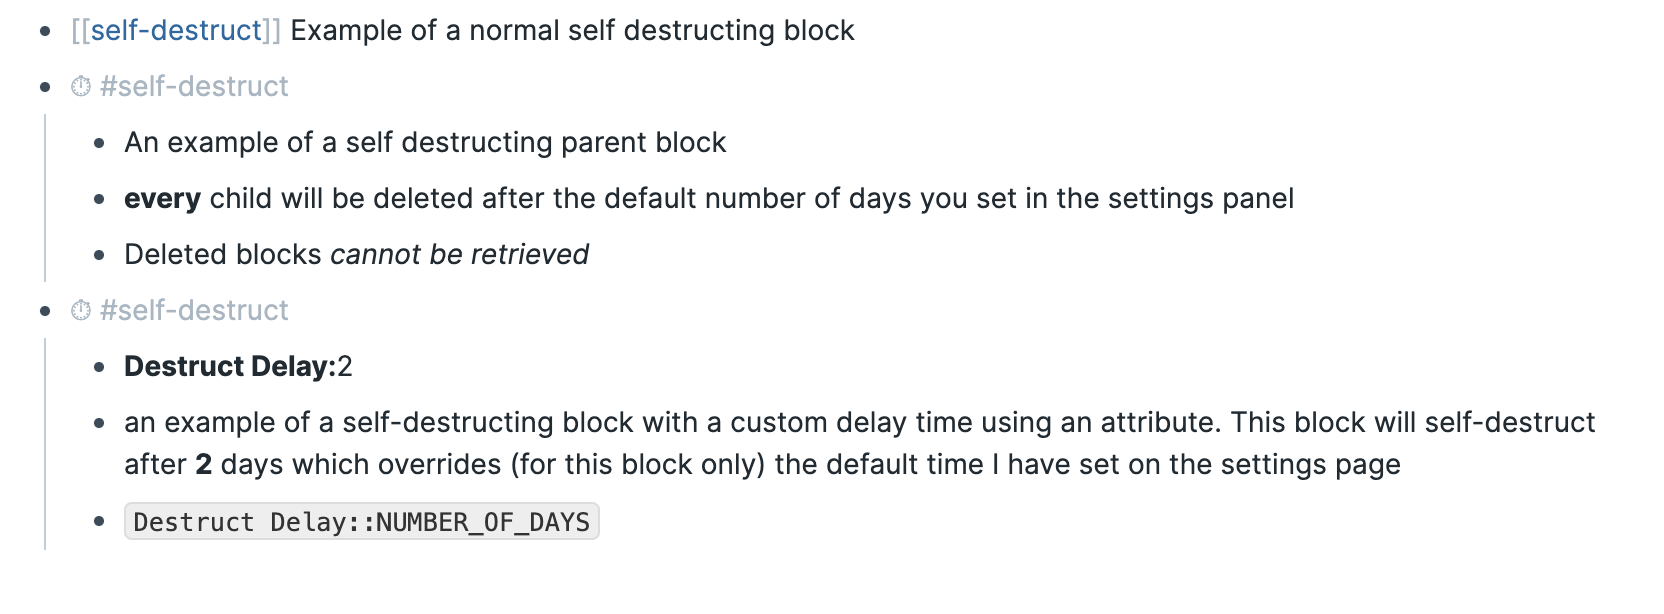 [[self-destruct]] Example of a normal self destructing block
⏱ #self-destruct
An example of a self destructing parent block
every child will be deleted after the default number of days you set in the settings panel
Deleted blocks cannot be retrieved
⏱ #self-destruct
Destruct Delay:2
an example of a self-destructing block with a custom delay time using an attribute. This block will self-destruct
after 2 days which overrides (for this block only) the default time I have set on the settings page
Destruct Delay::NUMBER_OF_DAYS